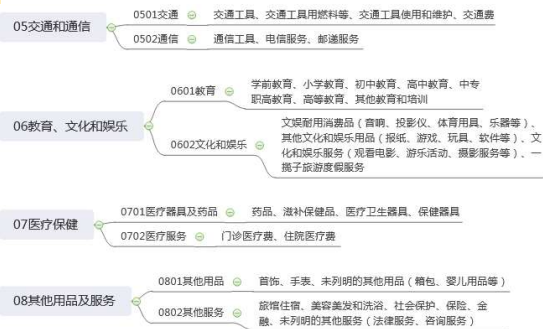 05交通和通信
0501交通
交通工具、交通工具用燃料等、交通工具使用和维护、交通费
0502通信
通信工具、电信服务、邮递服务
06教育、文化和娱乐
0601教育
学前教育、小学教育、初中教育、高中教育、中专
职高教育、高等教育、其他教育和培训
0602文化和娱乐
文娱耐用消费品（音响、投影仪、体育用具、乐器等）、
其他文化和娱乐用品（报纸、游戏、玩具、软件等）、文
化和娱乐服务（观看电影、游乐活动、摄影服务等）、一
揽子旅游度假服务
07医疗保健
0701医疗器具及药品
药品、滋补保健品、医疗卫生器具、保健器具
0702医疗服务
门诊医疗费、住院医疗费
08其他用品及服务
0801其他用品
首饰、手表、未列明的其他用品（箱包、婴儿用品等）
0802其他服务
旅馆住宿、美容美发和洗浴、社会保护、保险、金
融、未列明的其他服务（法律服务、咨询服务）